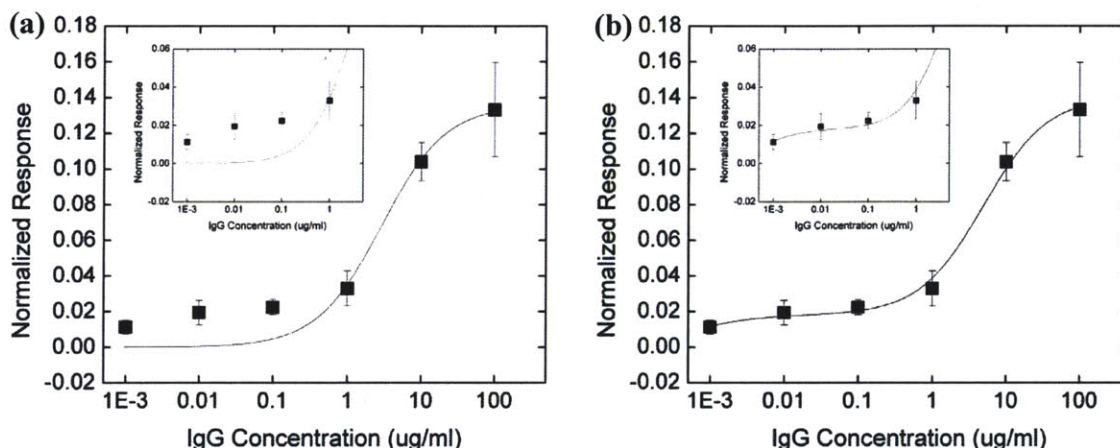 (a)
0.18
0.16
0.14
0.12
0.10
0.08
0.06
0.04
0.02
0.00
-0.02
Normalized Response
1E-3 0.01 0.1 1 10 100
IgG Concentration (ug/ml)
0.06
0.04
0.02
0.00
-0.02
Normalized Response
1E-3 0.01 0.1 1
IgG Concentration (ug/ml)
(b)
0.18
0.16
0.14
0.12
0.10
0.08
0.06
0.04
0.02
0.00
-0.02
Normalized Response
1E-3 0.01 0.1 1 10 100
IgG Concentration (ug/ml)
0.06
0.04
0.02
0.00
-0.02
Normalized Response
1E-3 0.01 0.1 1
IgG Concentration (ug/ml)